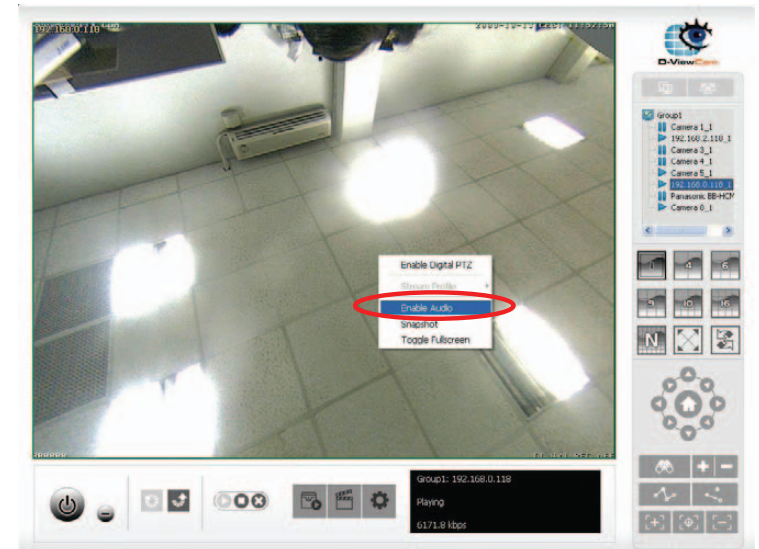 192.168.0.118
D-ViewCam
Group1
Camera 1_1
192.168.2.118_1
Camera 3_1
Camera 4_1
Camera 5_1
192.168.0.118_1
Panasonic BB-HCM
Camera 8_1
Enable Digital PTZ
Stream Profile
Enable Audio
Snapshot
Toggle Fullscreen
1 4 6
9 10 16
N
Group1: 192.168.0.118
Playing
6171.8 kbps